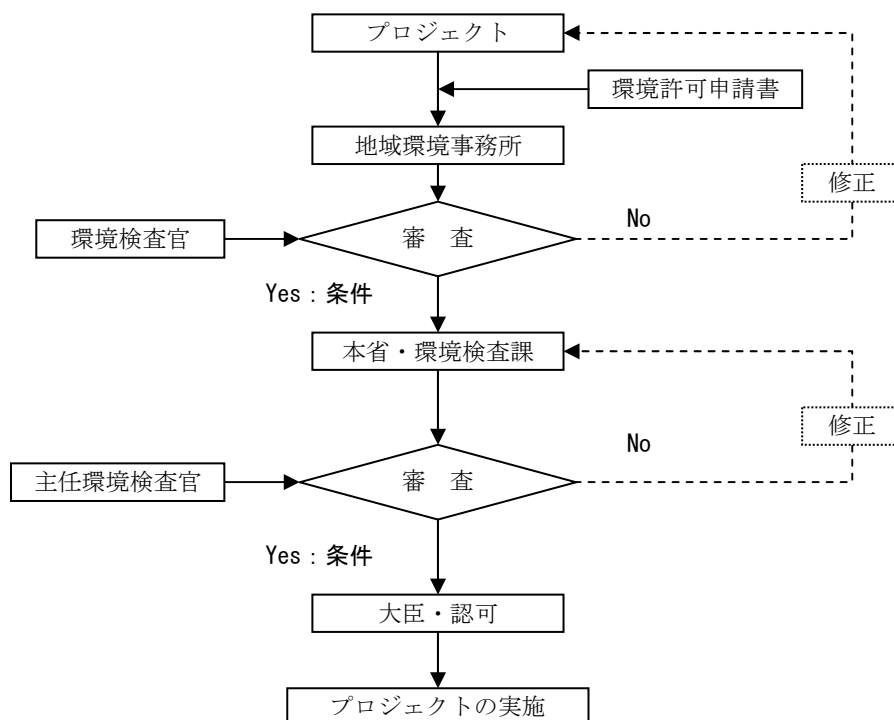 プロジェクト
環境許可申請書
地域環境事務所
修正
環境検査官
審 査
No
Yes：条件
本省・環境検査課
修正
No
主任環境検査官
審 査
Yes：条件
大臣・認可
プロジェクトの実施